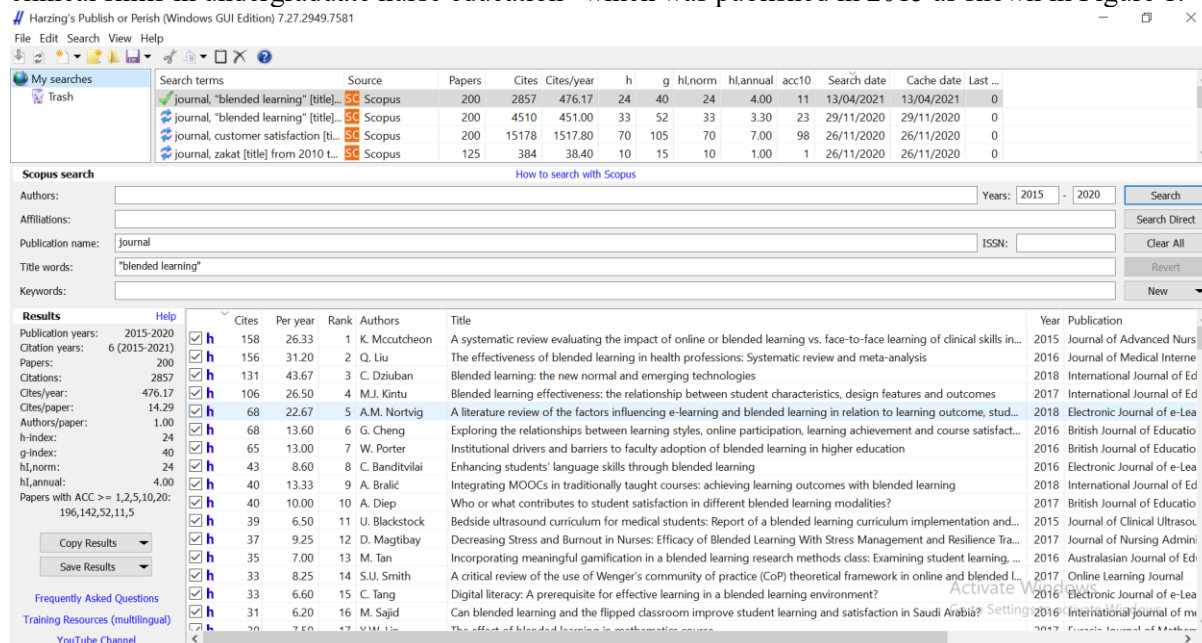 clinical skills in undergraduate nurse education" which was published in 2015 as shown in Figure 1.
Harzing's Publish or Perish (Windows GUI Edition) 7.27.2949.7581
File Edit Search View Help
My searches
Trash
Search terms Source Papers Cites Cites/year h g hI,norm hI,annual acc10 Search date Cache date Last ...
journal, "blended learning" [title]... SC Scopus 200 2857 476.17 24 40 24 4.00 11 13/04/2021 13/04/2021 0
journal, "blended learning" [title]... SC Scopus 200 4510 451.00 33 52 33 3.30 23 29/11/2020 29/11/2020 0
journal, customer satisfaction [ti... SC Scopus 200 15178 1517.80 70 105 70 7.00 98 26/11/2020 26/11/2020 0
journal, zakat [title] from 2010 t... SC Scopus 125 384 38.40 10 15 10 1.00 1 26/11/2020 26/11/2020 0
Scopus search How to search with Scopus
Authors: Years: 2015 - 2020 Search
Affiliations: Search Direct
Publication name: journal ISSN: Clear All
Title words: "blended learning" Revert
Keywords: New
Results Help
Publication years: 2015-2020
Citation years: 6 (2015-2021)
Papers: 200
Citations: 2857
Cites/year: 476.17
Cites/paper: 14.29
Authors/paper: 1.00
h-index: 24
g-index: 40
hI,norm: 24
hI,annual: 4.00
Papers with ACC >= 1,2,5,10,20:
196,142,52,11,5
Copy Results
Save Results
Frequently Asked Questions
Training Resources (multilingual)
YouTube Channel
Cites Per year Rank Authors Title Year Publication
h 158 26.33 1 K. Mccutcheon A systematic review evaluating the impact of online or blended learning vs. face-to-face learning of clinical skills in... 2015 Journal of Advanced Nurs
h 156 31.20 2 Q. Liu The effectiveness of blended learning in health professions: Systematic review and meta-analysis 2016 Journal of Medical Interne
h 131 43.67 3 C. Dziuban Blended learning: the new normal and emerging technologies 2018 International Journal of Ed
h 106 26.50 4 M.J. Kintu Blended learning effectiveness: the relationship between student characteristics, design features and outcomes 2017 International Journal of Ed
h 68 22.67 5 A.M. Nortvig A literature review of the factors influencing e-learning and blended learning in relation to learning outcome, stud... 2018 Electronic Journal of e-Lea
h 68 13.60 6 G. Cheng Exploring the relationships between learning styles, online participation, learning achievement and course satisfact... 2016 British Journal of Educatio
h 65 13.00 7 W. Porter Institutional drivers and barriers to faculty adoption of blended learning in higher education 2016 British Journal of Educatio
h 43 8.60 8 C. Banditvilai Enhancing students' language skills through blended learning 2016 Electronic Journal of e-Lea
h 40 13.33 9 A. Bralić Integrating MOOCs in traditionally taught courses: achieving learning outcomes with blended learning 2018 International Journal of Ed
h 40 10.00 10 A. Diep Who or what contributes to student satisfaction in different blended learning modalities? 2017 British Journal of Educatio
h 39 6.50 11 U. Blackstock Bedside ultrasound curriculum for medical students: Report of a blended learning curriculum implementation and... 2015 Journal of Clinical Ultrasou
h 37 9.25 12 D. Magtibay Decreasing Stress and Burnout in Nurses: Efficacy of Blended Learning With Stress Management and Resilience Tra... 2017 Journal of Nursing Admini
h 35 7.00 13 M. Tan Incorporating meaningful gamification in a blended learning research methods class: Examining student learning, ... 2016 Australasian Journal of Ed
h 33 8.25 14 S.U. Smith A critical review of the use of Wenger's community of practice (CoP) theoretical framework in online and blended l... 2017 Online Learning Journal
h 33 6.60 15 C. Tang Digital literacy: A prerequisite for effective learning in a blended learning environment? 2016 Electronic Journal of e-Lea
h 31 6.20 16 M. Sajid Can blended learning and the flipped classroom improve student learning and satisfaction in Saudi Arabia? 2016 International journal of me
Activate Windows